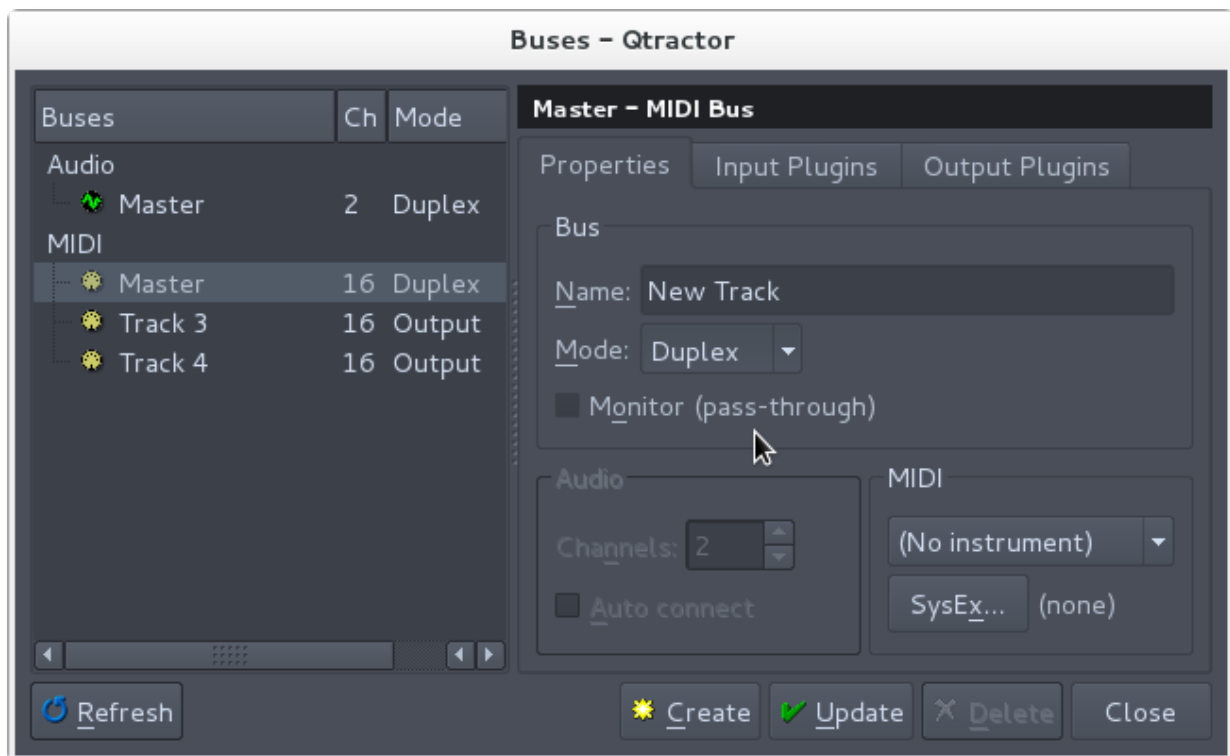 Buses - Qtractor
Buses Ch Mode
Audio
Master 2 Duplex
MIDI
Master 16 Duplex
Track 3 16 Output
Track 4 16 Output
Master - MIDI Bus
Properties Input Plugins Output Plugins
Bus
Name: New Track
Mode: Duplex
Monitor (pass-through)
Audio
Channels: 2
Auto connect
MIDI
(No instrument)
SysEx... (none)
Refresh Create Update Delete Close